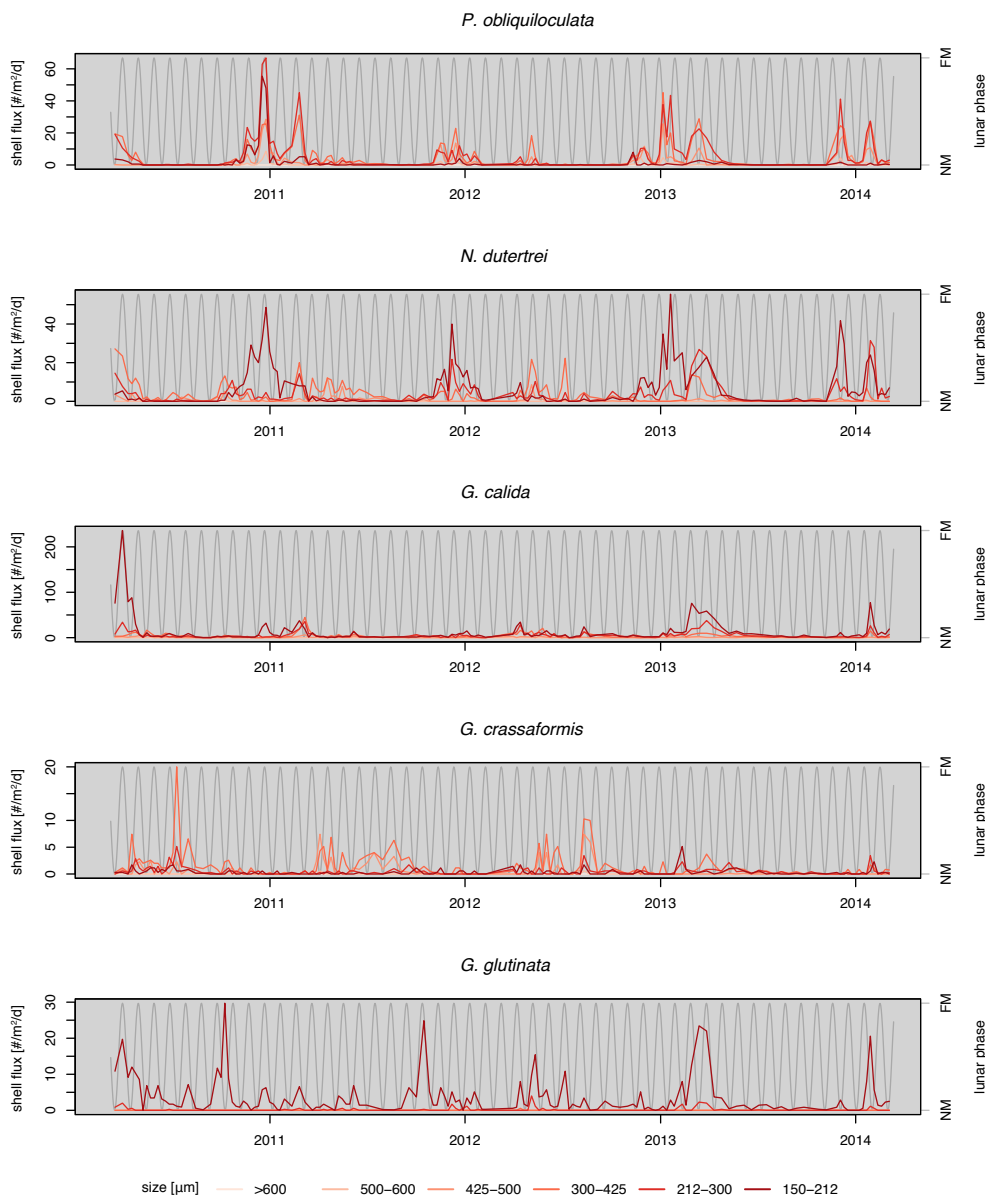 P. obliquiloculata
shell flux [#/m²/d]
0 20 40 60
NM FM
lunar phase
2011 2012 2013 2014
N. dutertrei
shell flux [#/m²/d]
0 20 40
NM FM
lunar phase
2011 2012 2013 2014
G. calida
shell flux [#/m²/d]
0 100 200
NM FM
lunar phase
2011 2012 2013 2014
G. crassaformis
shell flux [#/m²/d]
0 5 10 20
NM FM
lunar phase
2011 2012 2013 2014
G. glutinata
shell flux [#/m²/d]
0 10 20 30
NM FM
lunar phase
2011 2012 2013 2014
size [µm] >600 500−600 425−500 300−425 212−300 150−212